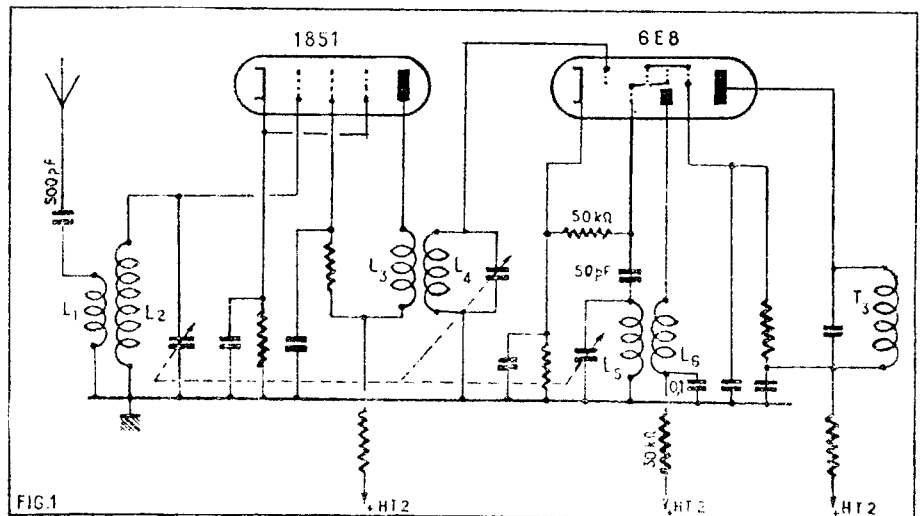 1851
6E8
500pF
L1
L2
L3
L4
50kΩ
50pF
L5
L6
0,1
T3
30kΩ
+HT2
+HT2
+HT2
FIG.1